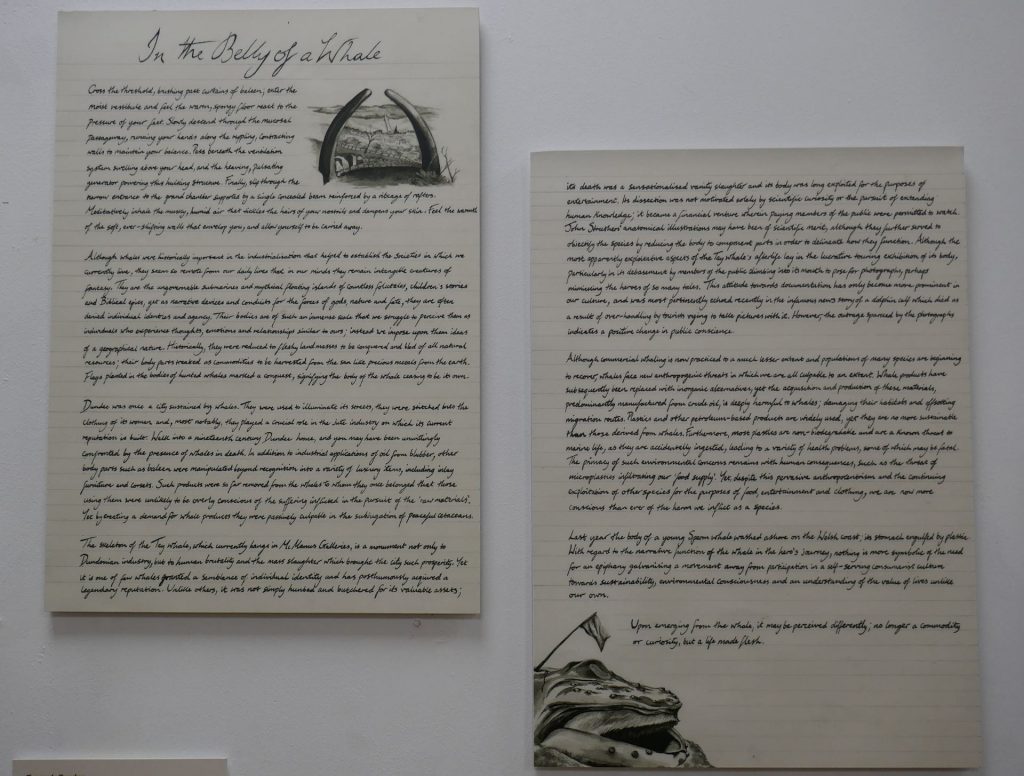 In the Belly of a Whale
Cross the threshold, brushing past curtains of baleen; enter the
moist vestibule and feel the warm, spongy floor react to the
pressure of your feet. Slowly descend through the mucosal
passageway, running your hands along the rippling, contracting
walls to maintain your balance. Pass beneath the ventilation
system swelling above your head, and the heaving, pulsating
generator powering this hulking structure. Finally, slip through the
narrow entrance to the grand chamber supported by a single concealed beam reinforced by a ribcage of rafters.
Meditatively inhale the musky, humid air that tickles the hairs of your nostrils and dampens your skin. Feel the warmth
of the soft, ever-shifting walls that envelop you, and allow yourself to be carried away.
Although whales were historically important in the industrialisation that helped to establish the societies in which we
currently live, they seem so remote from our daily lives that in our minds they remain intangible creatures of
fantasy. They are the ungovernable submarines and mythical floating islands of countless folktales, children's stories
and Biblical epics, yet as narrative devices and conduits for the 'forces of gods, nature and fate, they are often
denied individual identities and agency. Their bodies are of such an immense scale that we struggle to perceive them as
individuals who experience thoughts, emotions and relationships similar to ours; instead we impose upon them ideas
of a geographical nature. Historically, they were reduced to fleshy landmasses to be conquered and bled of all natural
resources; their body parts treated as commodities to be harvested from the sea like precious metals from the earth.
Flags planted in the bodies of hunted whales marked a conquest, signifying the body of the whale ceasing to be its own.
Dundee was once a city sustained by whales. They were used to illuminate its streets, they were stitched into the
clothing of its women and, most notably, they played a crucial role in the jute industry on which its current
reputation is built. Walk into a nineteenth century Dundee home, and you may have been unwittingly
confronted by the presence of whales in death. In addition to industrial applications of oil from blubber, other
body parts such as baleen were manipulated beyond recognition into a variety of luxury items, including inlay
furniture and corsets. Such products were so far removed from the whales to whom they once belonged that those
using them were unlikely to be overly conscious of the suffering inflicted in the pursuit of the 'raw materials'.
Yet by creating a demand for whale products they were passively culpable in the subjugation of peaceful cetaceans.
The skeleton of the Tay Whale, which currently hangs in McManus Galleries, is a monument not only to
Dundonian industry, but to human brutality and the mass slaughter which brought the city such prosperity. Yet
it is one of few whales granted a semblance of individual identity and has posthumously acquired a
legendary reputation. Unlike others, it was not simply hunted and butchered for its valuable assets;
its death was a sensationalised vanity slaughter and its body was long exploited for the purposes of
entertainment. Its dissection was not motivated solely by scientific curiosity or the pursuit of extending
human knowledge; it became a financial venture wherein paying members of the public were permitted to watch.
John Struthers' anatomical illustrations may have been of scientific merit, although they further served to
objectify the species by reducing the body to component parts in order to delineate how they function. Although the
most apparently exploitative aspects of the Tay Whale's afterlife lay in the lucrative touring exhibition of its body,
particularly in its debasement by members of the public climbing into its mouth to pose for photographs, perhaps
mimicking the heroes of so many tales. This attitude towards documentation has only become more prominent in
our culture, and was most pertinently echoed recently in the infamous news story of a dolphin calf which died as
a result of over-handling by tourists vying to take pictures with it. However, the outrage sparked by the photographs
indicates a positive change in public conscience.
Although commercial whaling is now practiced to a much lesser extent and populations of many species are beginning
to recover, whales face new anthropogenic threats in which we are all culpable to an extent. Whale products have
subsequently been replaced with inorganic alternatives, yet the acquisition and production of these materials,
predominantly manufactured from crude oil, is deeply harmful to whales; damaging their habitats and offsetting
migration routes. Plastics and other petroleum-based products are widely used, yet they are no more sustainable
than those derived from whales. Furthermore, most plastics are non-biodegradable and are a known threat to
marine life, as they are accidentally ingested, leading to a variety of health problems, some of which may be fatal.
The primacy of such environmental concerns remains with human consequences, such as the threat of
microplastics infiltrating our 'food supply'. Yet, despite this pervasive anthropocentrism and the continuing
exploitation of other species for the purposes of food, entertainment and clothing, we are now more
conscious than ever of the harm we inflict as a species.
Last year the body of a young Sperm whale washed ashore on the Welsh coast; its stomach engulfed by plastic.
With regard to the narrative function of the whale in the hero's journey, nothing is more symbolic of the need
for an epiphany; galvanising a movement away from participation in a self-serving consumerist culture
towards sustainability, environmental consciousness and an understanding of the value of lives unlike
our own.
Upon emerging from the whale, it may be perceived differently; no longer a commodity
or curiosity, but a life made flesh.